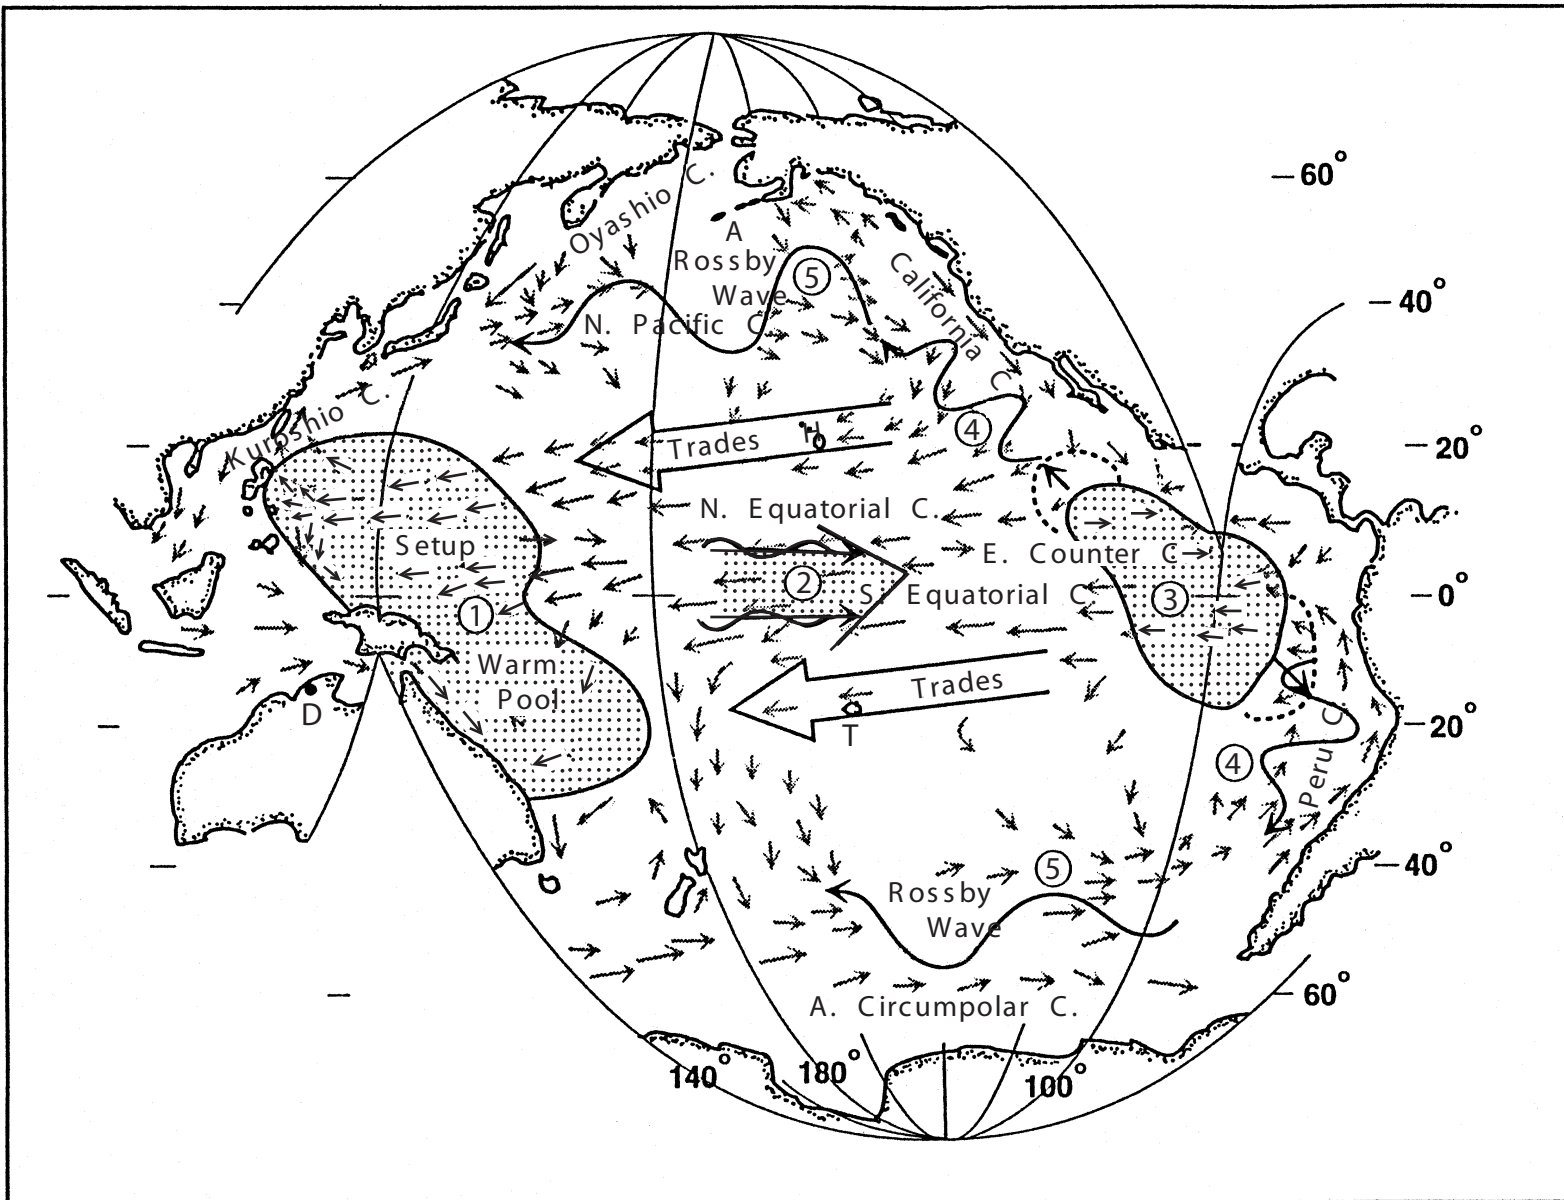 60°
Oyashio C.
A
Rossby
Wave
5
California C.
40°
N. Pacific C.
Kuroshio C.
Trades
H
4
20°
N. Equatorial C.
Setup
E. Counter C
2
S. Equatorial C
3
0°
1
Warm
Pool
Trades
D
T
20°
Peru C.
4
5
40°
Rossby
Wave
60°
A. Circumpolar C.
140°
180°
100°